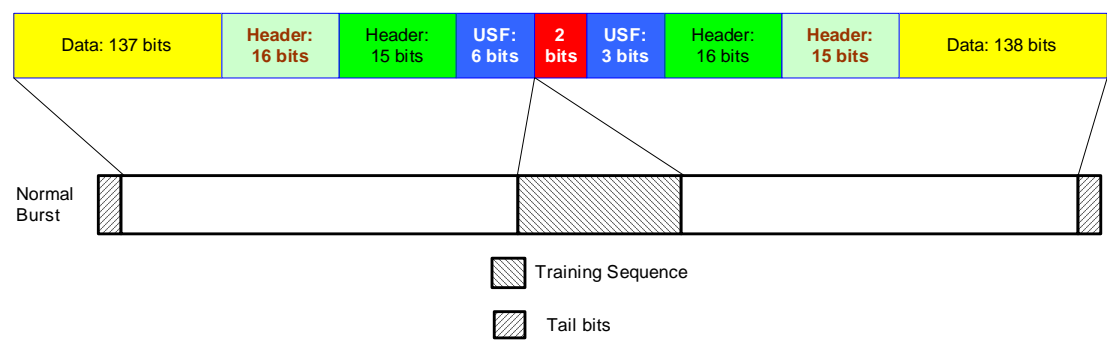 Data: 137 bits
Header:
16 bits
Header:
15 bits
USF:
6 bits
2
bits
USF:
3 bits
Header:
16 bits
Header:
15 bits
Data: 138 bits
Normal
Burst
Training Sequence
Tail bits